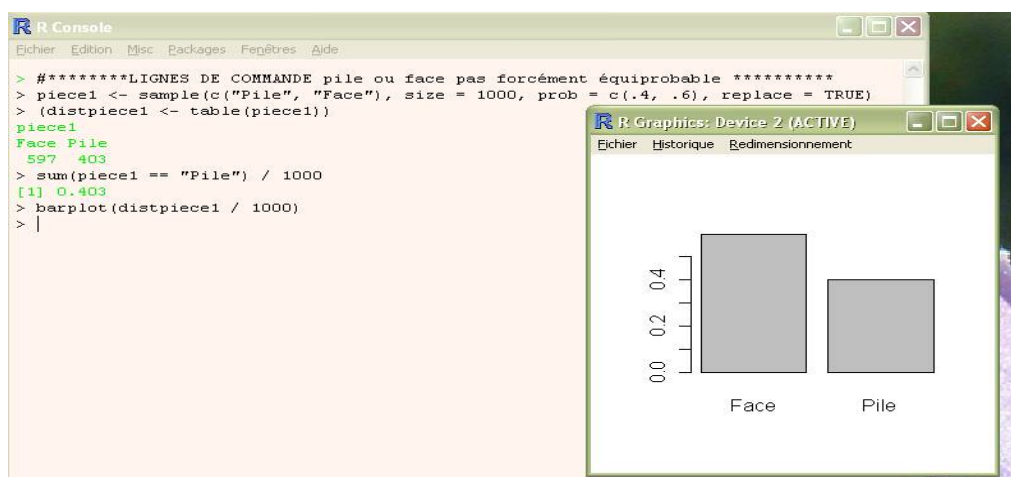 R Console
Fichier Edition Misc Packages Fenêtres Aide
> #********LIGNES DE COMMANDE pile ou face pas forcément équiprobable **********
> piece1 <- sample(c("Pile", "Face"), size = 1000, prob = c(.4, .6), replace = TRUE)
> (distpiece1 <- table(piece1))
piece1
Face Pile
 597  403
> sum(piece1 == "Pile") / 1000
[1] 0.403
> barplot(distpiece1 / 1000)
>
R Graphics: Device 2 (ACTIVE)
Fichier Historique Redimensionnement
0.4
0.2
0.0
Face Pile